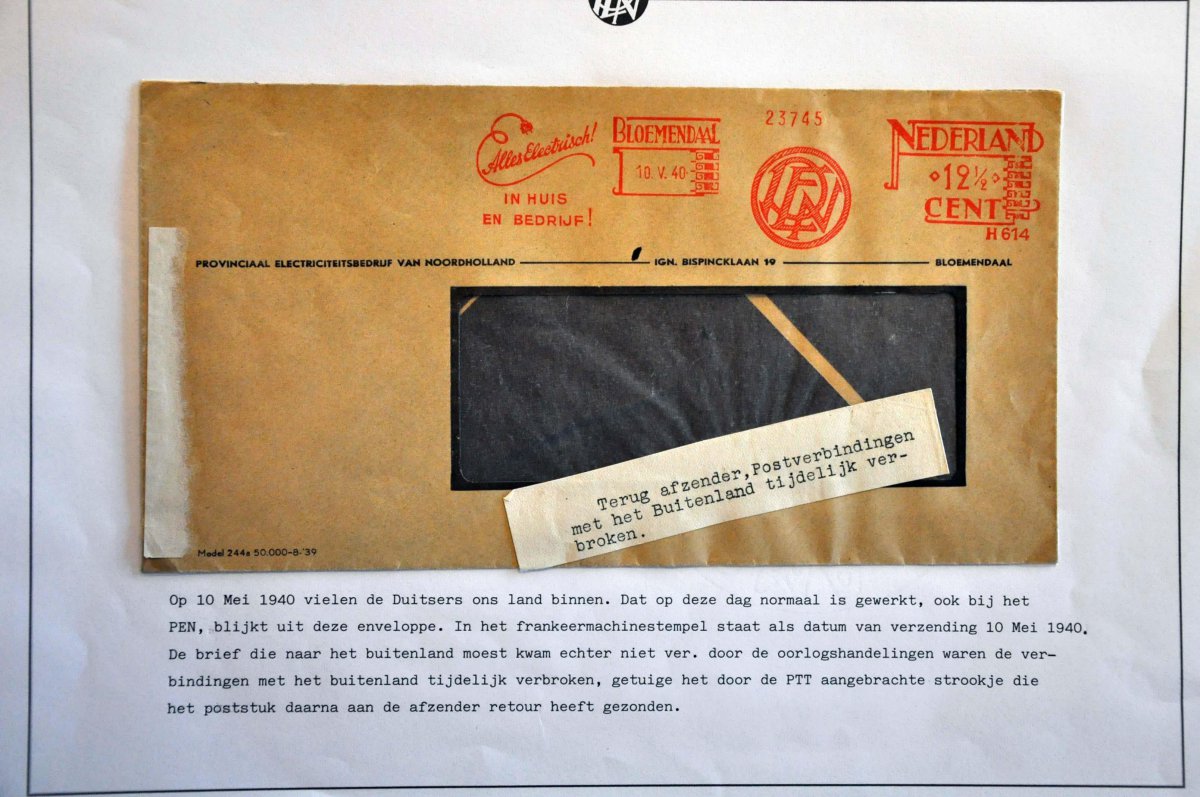 PEN
Alles Electrisch!
IN HUIS
EN BEDRIJF!
BLOEMENDAAL
10. V. 40
23745
PEN
NEDERLAND
12½
CENT
H 614
PROVINCIAAL ELECTRICITEITSBEDRIJF VAN NOORDHOLLAND IGN. BISPINCKLAAN 19 BLOEMENDAAL
Terug afzender, Postverbindingen
met het Buitenland tijdelijk ver-
broken.
Model 244a 50.000-8-'39
Op 10 Mei 1940 vielen de Duitsers ons land binnen. Dat op deze dag normaal is gewerkt, ook bij het
PEN, blijkt uit deze enveloppe. In het frankeermachinestempel staat als datum van verzending 10 Mei 1940.
De brief die naar het buitenland moest kwam echter niet ver. door de oorlogshandelingen waren de ver-
bindingen met het buitenland tijdelijk verbroken, getuige het door de PTT aangebrachte strookje die
het poststuk daarna aan de afzender retour heeft gezonden.